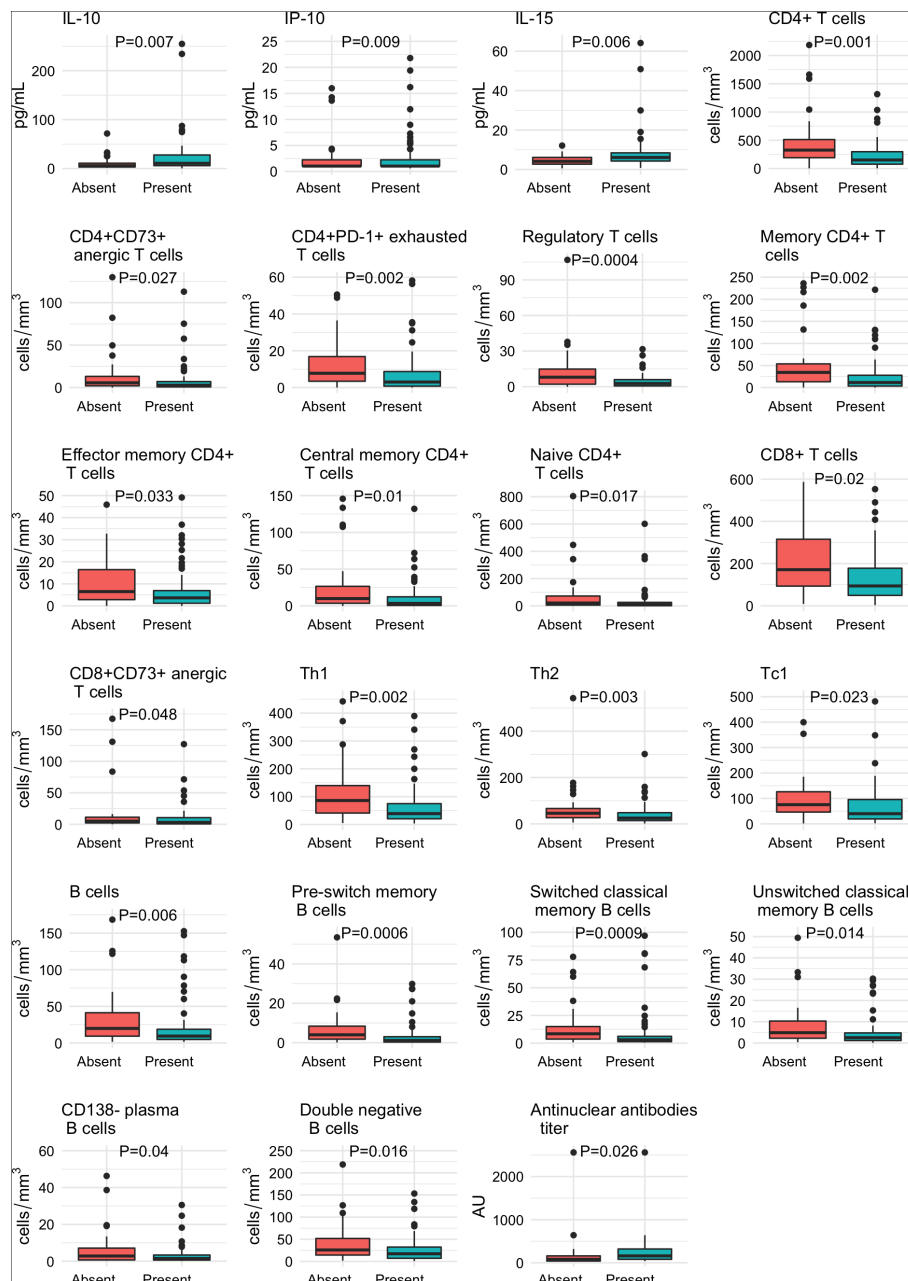 IL-10
IP-10
IL-15
CD4+ T cells
P=0.007
P=0.009
P=0.006
P=0.001
pg/mL
200
100
0
pg/mL
25
20
15
10
5
0
pg/mL
60
40
20
0
cells/mm³
2000
1500
1000
500
0
Absent Present
Absent Present
Absent Present
Absent Present
CD4+CD73+
anergic T cells
CD4+PD-1+ exhausted
T cells
Regulatory T cells
Memory CD4+ T
cells
P=0.027
P=0.002
P=0.0004
P=0.002
cells/mm³
100
50
0
cells/mm³
60
40
20
0
cells/mm³
90
60
30
0
cells/mm³
250
200
150
100
50
0
Absent Present
Absent Present
Absent Present
Absent Present
Effector memory CD4+
T cells
Central memory CD4+
T cells
Naive CD4+
T cells
CD8+ T cells
P=0.033
P=0.01
P=0.017
P=0.02
cells/mm³
50
40
30
20
10
0
cells/mm³
150
100
50
0
cells/mm³
800
600
400
200
0
cells/mm³
600
400
200
0
Absent Present
Absent Present
Absent Present
Absent Present
CD8+CD73+ anergic
T cells
Th1
Th2
Tc1
P=0.048
P=0.002
P=0.003
P=0.023
cells/mm³
150
100
50
0
cells/mm³
400
300
200
100
0
cells/mm³
400
200
0
cells/mm³
500
400
300
200
100
0
Absent Present
Absent Present
Absent Present
Absent Present
B cells
Pre-switch memory
B cells
Switched classical
memory B cells
Unswitched classical
memory B cells
P=0.006
P=0.0006
P=0.0009
P=0.014
cells/mm³
150
100
50
0
cells/mm³
40
20
0
cells/mm³
100
75
50
25
0
cells/mm³
50
40
30
20
10
0
Absent Present
Absent Present
Absent Present
Absent Present
CD138- plasma
B cells
Double negative
B cells
Antinuclear antibodies
titer
P=0.04
P=0.016
P=0.026
cells/mm³
60
40
20
0
cells/mm³
250
200
150
100
50
0
AU
2000
1000
0
Absent Present
Absent Present
Absent Present